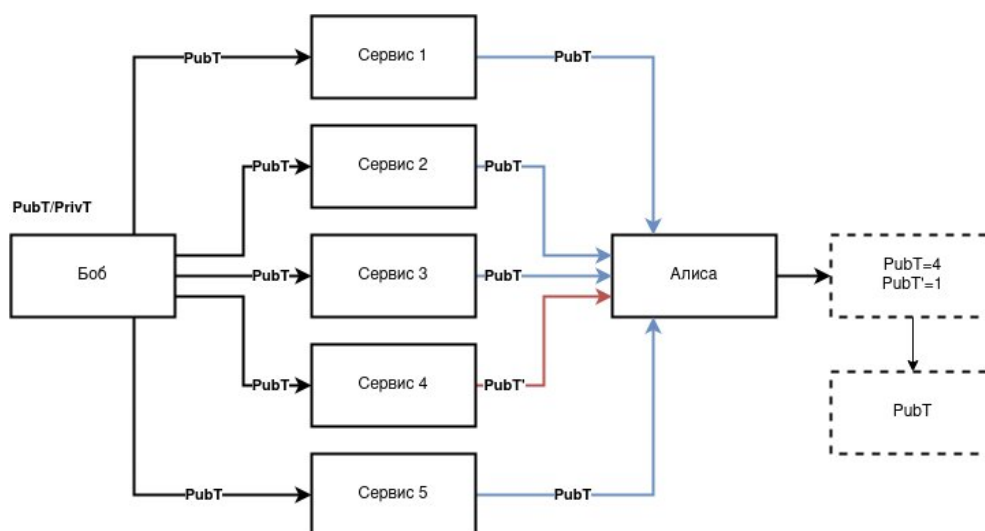 PubT
Сервис 1
PubT
PubT
Сервис 2
PubT
PubT/PrivT
Боб
PubT
Сервис 3
PubT
Алиса
PubT=4
PubT'=1
PubT
Сервис 4
PubT'
PubT
PubT
Сервис 5
PubT